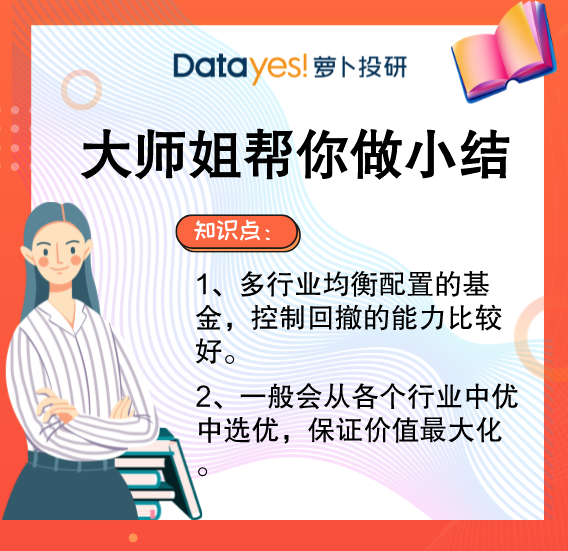 Datayes! 萝卜投研
大师姐帮你做小结
知识点：
1、多行业均衡配置的基
金，控制回撤的能力比较
好。
2、一般会从各个行业中优
中选优，保证价值最大化
。